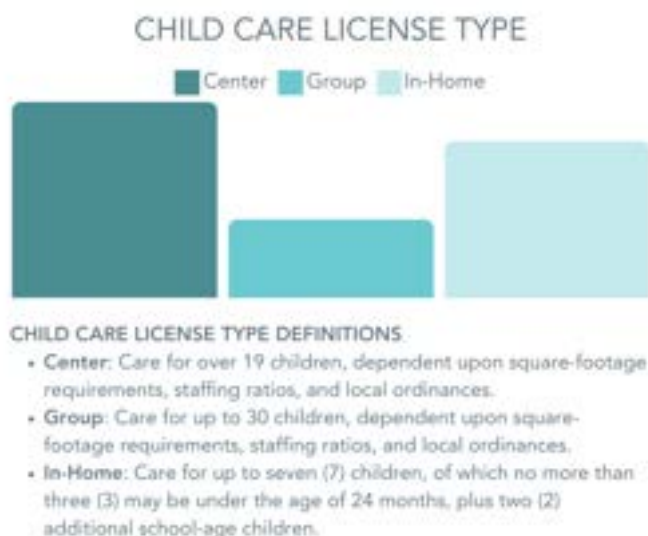 CHILD CARE LICENSE TYPE
Center Group In-Home
CHILD CARE LICENSE TYPE DEFINITIONS
• Center: Care for over 19 children, dependent upon square-footage
requirements, staffing ratios, and local ordinances.
• Group: Care for up to 30 children, dependent upon square-
footage requirements, staffing ratios, and local ordinances.
• In-Home: Care for up to seven (7) children, of which no more than
three (3) may be under the age of 24 months, plus two (2)
additional school-age children.